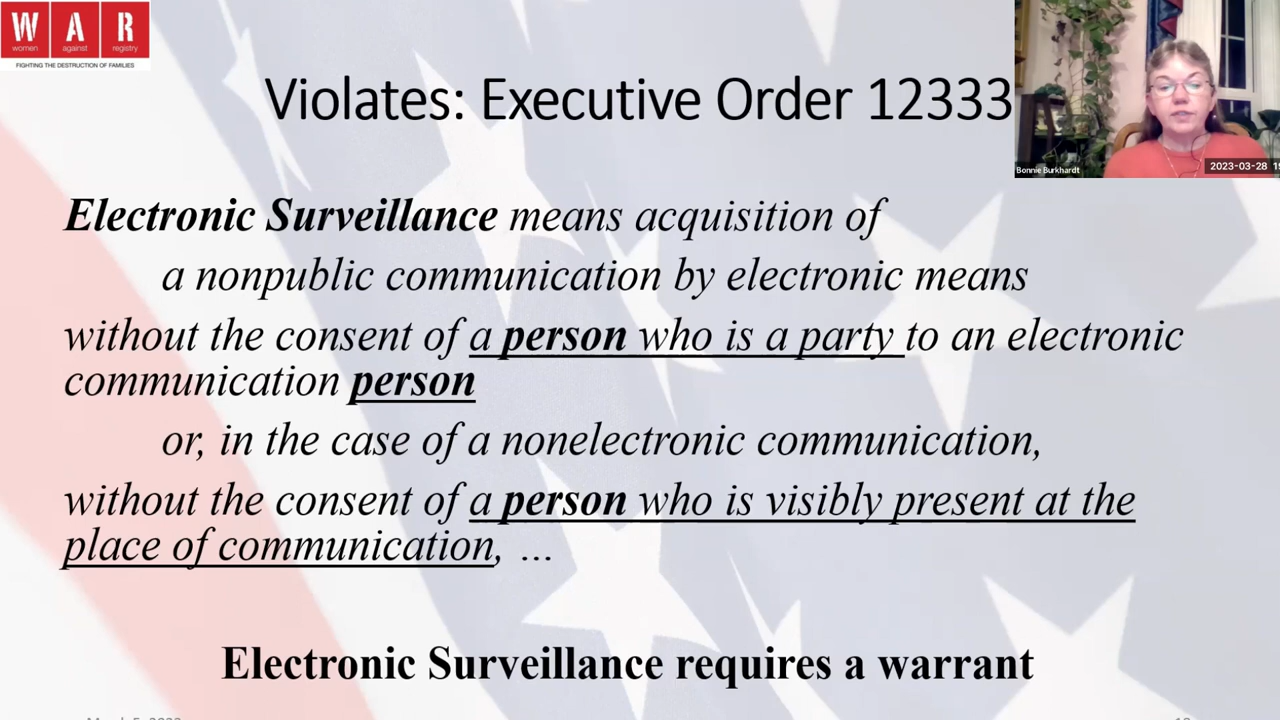 W A R
women against registry
FIGHTING THE DESTRUCTION OF FAMILIES
Violates: Executive Order 12333
Bonnie Burkhardt
2023-03-28 1
Electronic Surveillance means acquisition of
a nonpublic communication by electronic means
without the consent of a person who is a party to an electronic
communication person
or, in the case of a nonelectronic communication,
without the consent of a person who is visibly present at the
place of communication, ...
Electronic Surveillance requires a warrant